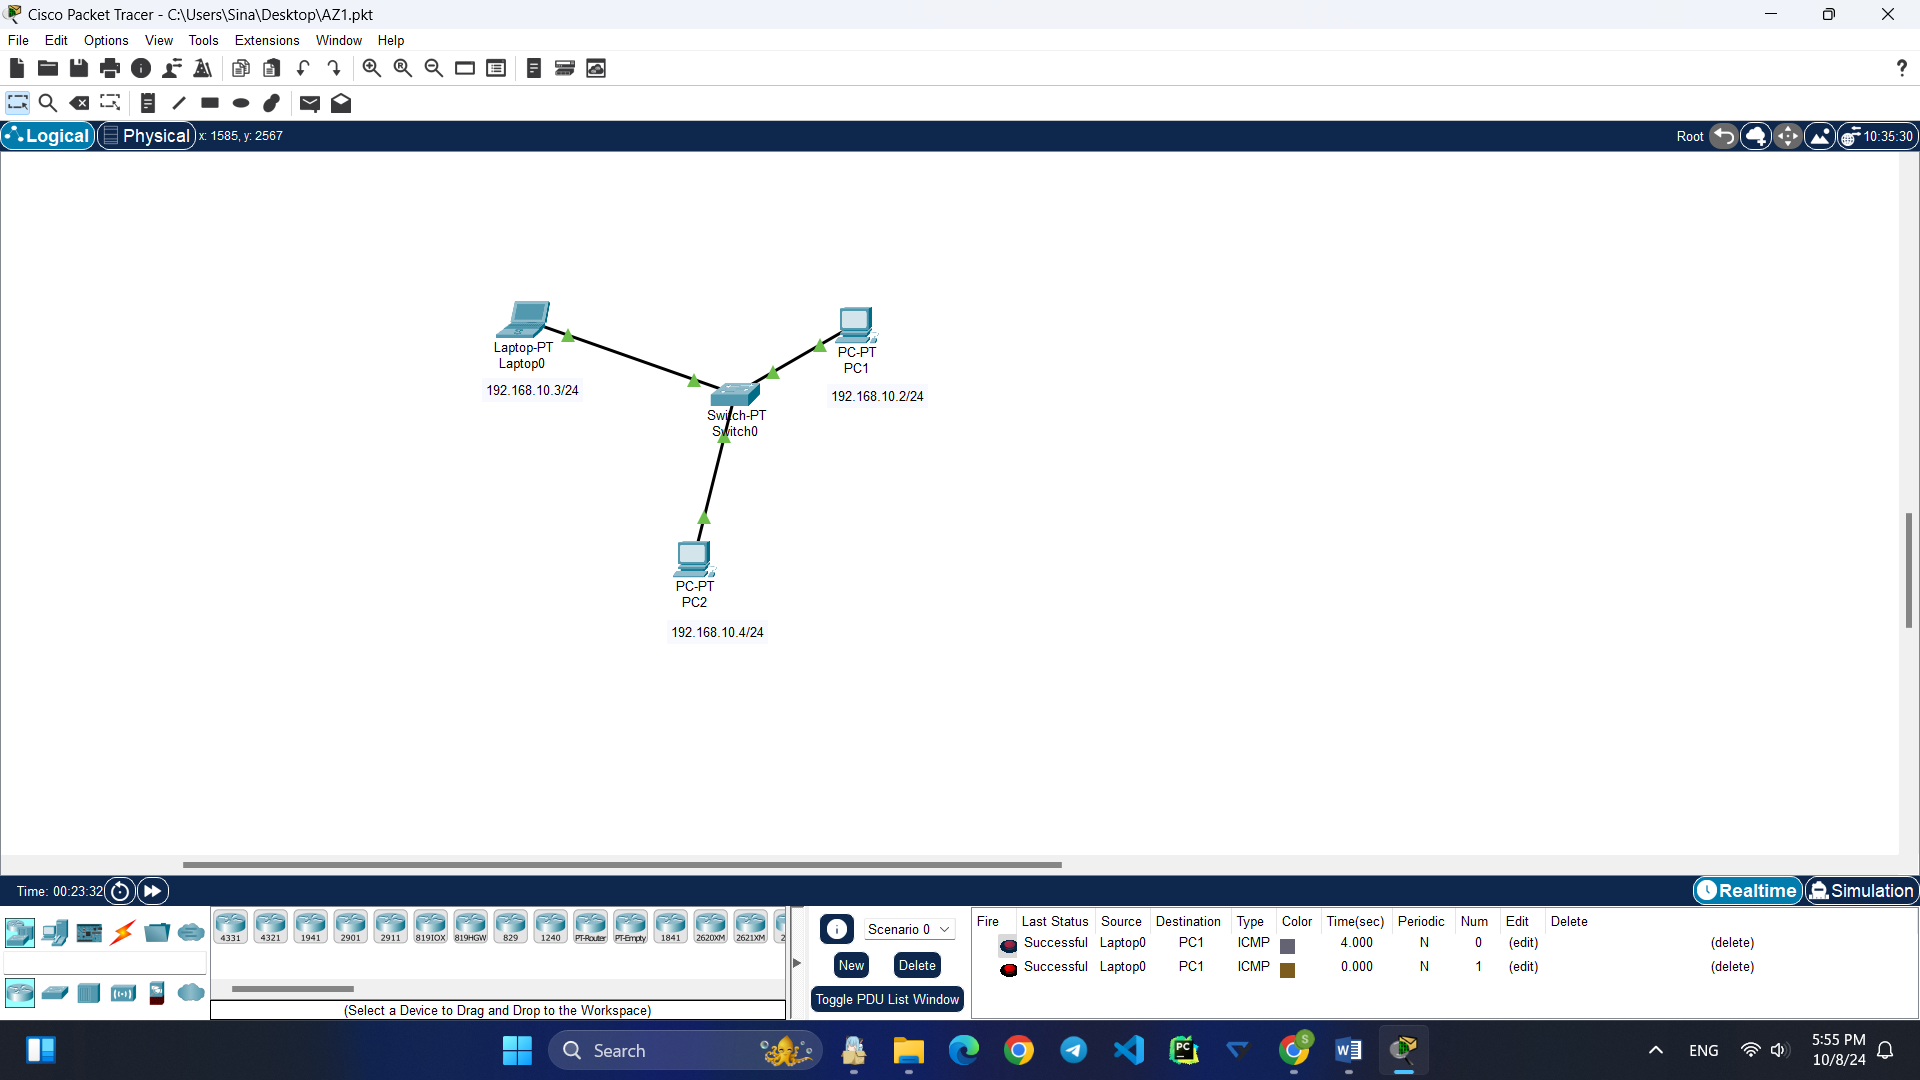 Cisco Packet Tracer - C:\Users\Sina\Desktop\AZ1.pkt
File Edit Options View Tools Extensions Window Help
?
Logical Physical x: 1585, y: 2567 Root 10:35:30
Laptop-PT
Laptop0
192.168.10.3/24
PC-PT
PC1
192.168.10.2/24
Switch-PT
Switch0
PC-PT
PC2
192.168.10.4/24
Time: 00:23:32 Realtime Simulation
4331 4321 1941 2901 2911 819IOX 819HGW 829 1240 PT-Router PT-Empty 1841 2620XM 2621XM 2
(Select a Device to Drag and Drop to the Workspace)
Scenario 0
New Delete
Toggle PDU List Window
Fire Last Status Source Destination Type Color Time(sec) Periodic Num Edit Delete
Successful Laptop0 PC1 ICMP 4.000 N 0 (edit) (delete)
Successful Laptop0 PC1 ICMP 0.000 N 1 (edit) (delete)
Search
PC
S
ENG
5:55 PM
10/8/24